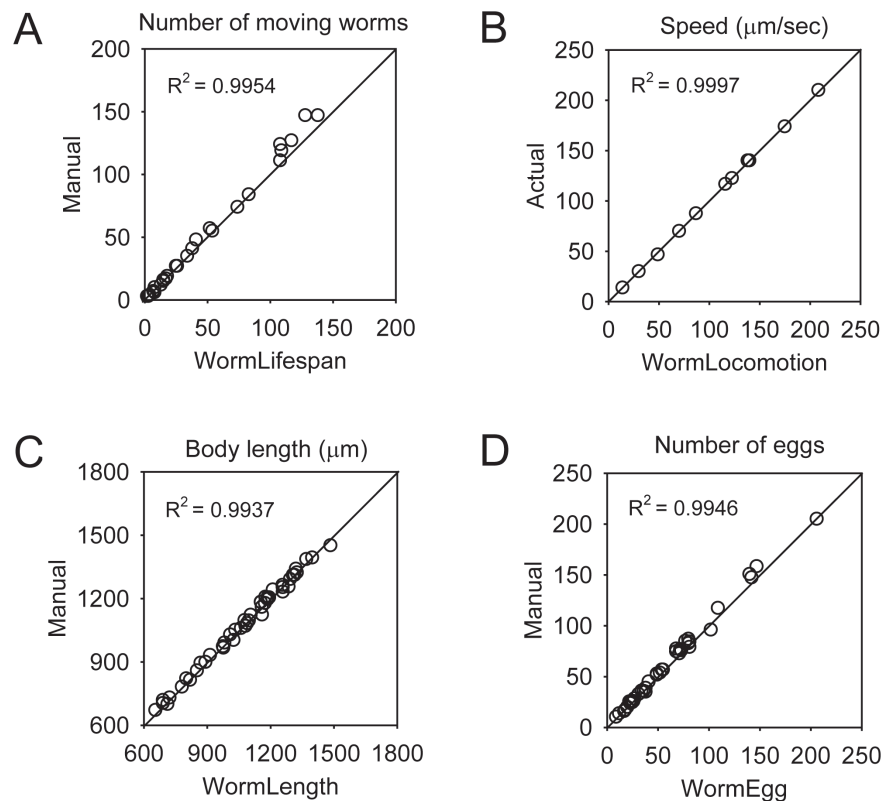 A
Number of moving worms
200
150
100
50
0
R² = 0.9954
Manual
0 50 100 150 200
WormLifespan
B
Speed (μm/sec)
250
200
150
100
50
0
R² = 0.9997
Actual
0 50 100 150 200 250
WormLocomotion
C
Body length (μm)
1800
1500
1200
900
600
R² = 0.9937
Manual
600 900 1200 1500 1800
WormLength
D
Number of eggs
250
200
150
100
50
0
R² = 0.9946
Manual
0 50 100 150 200 250
WormEgg